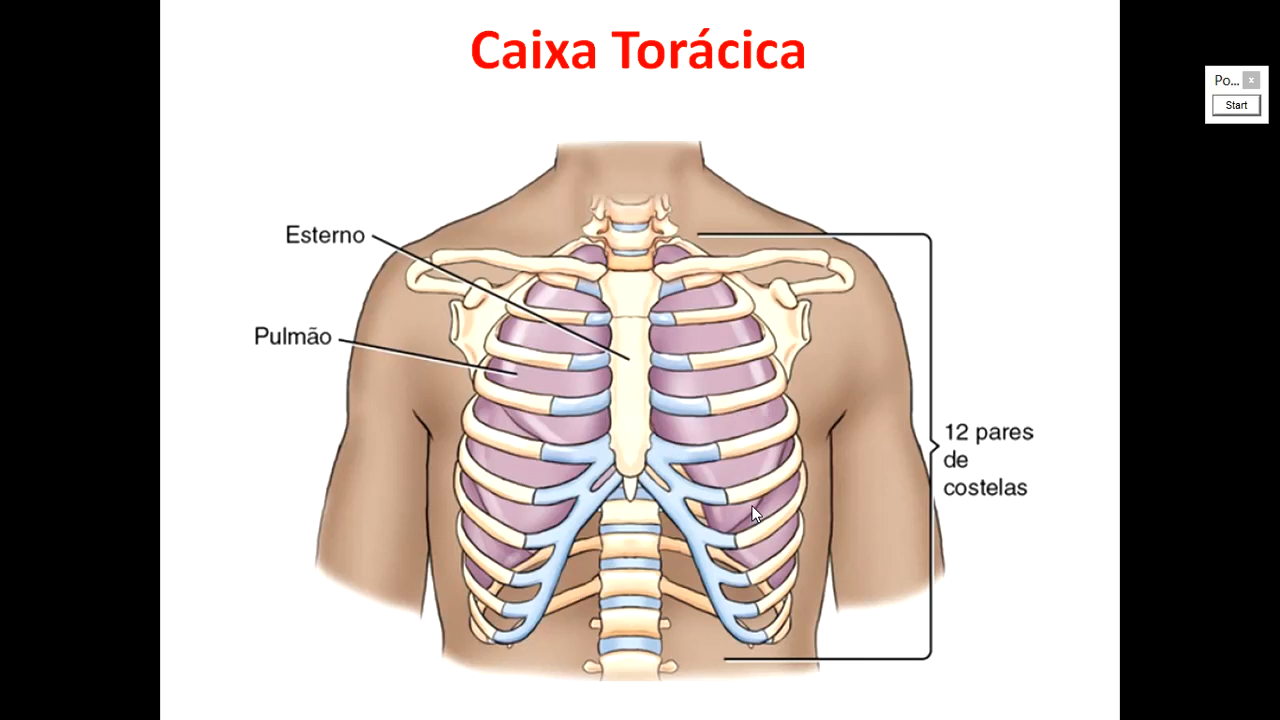 Caixa Torácica
Po...
x
Start
Esterno
Pulmão
12 pares
de
costelas